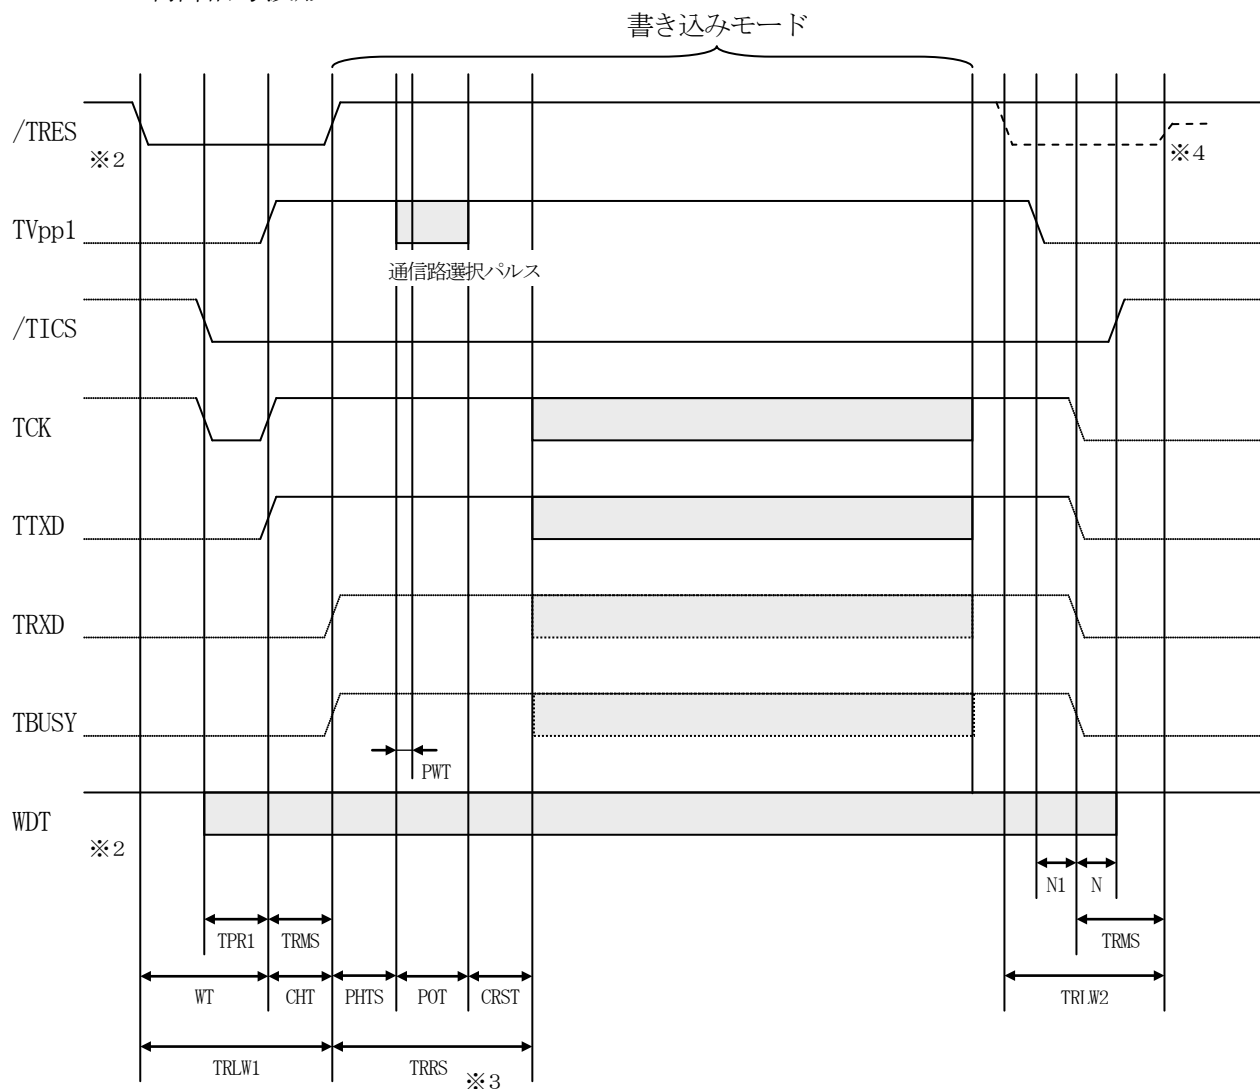 書き込みモード
/TRES
※2
※4
TVpp1
通信路選択パルス
/TICS
TCK
TTXD
TRXD
TBUSY
PWT
WDT
※2
N1 N
TPR1 TRMS TRMS
WT CHT PHTS POT CRST TRLW2
TRLW1 TRRS ※3